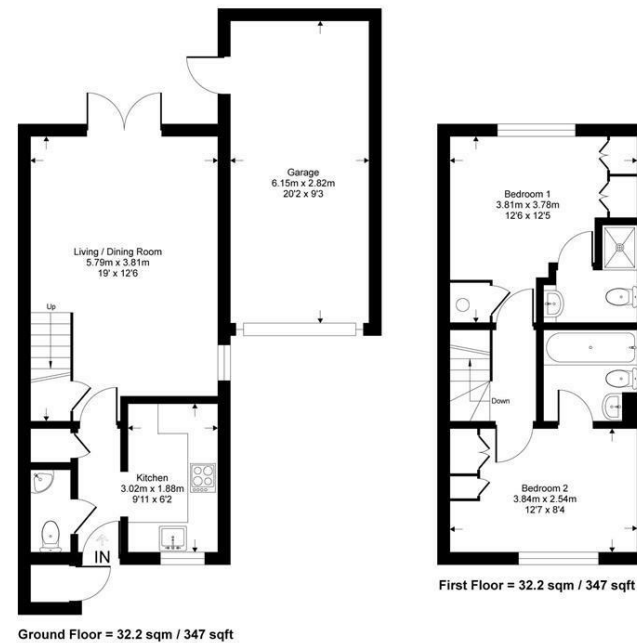 Garage
6.15m x 2.82m
20'2 x 9'3
Living / Dining Room
5.79m x 3.81m
19' x 12'6
Up
Kitchen
3.02m x 1.88m
9'11 x 6'2
IN
Ground Floor = 32.2 sqm / 347 sqft
Bedroom 1
3.81m x 3.78m
12'6 x 12'5
Down
Bedroom 2
3.84m x 2.54m
12'7 x 8'4
First Floor = 32.2 sqm / 347 sqft